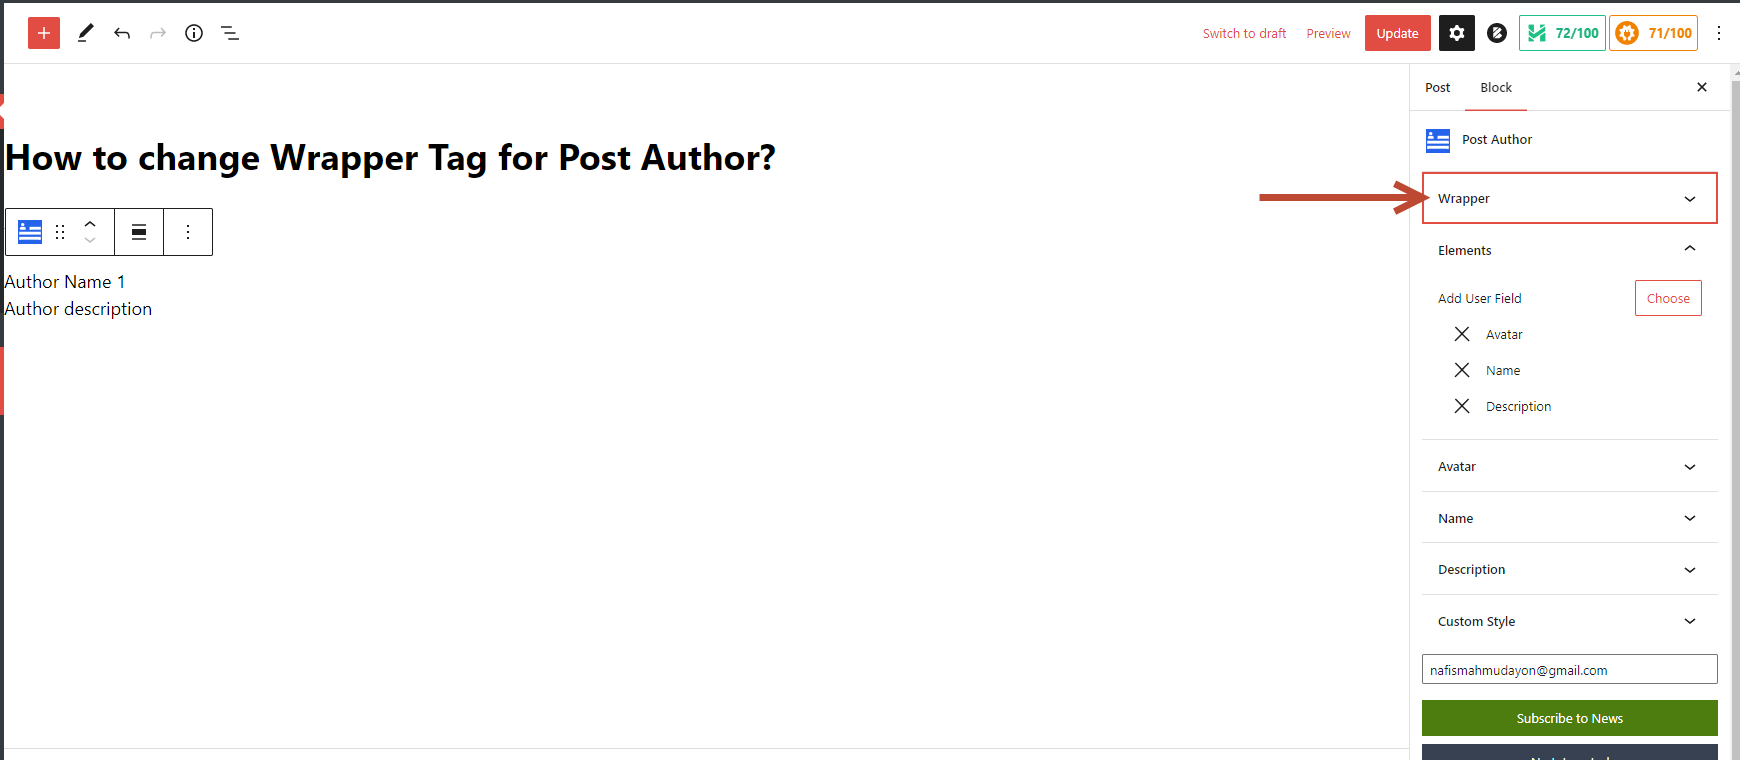 Switch to draft
Preview
Update
72/100
71/100
Post
Block
Post Author
How to change Wrapper Tag for Post Author?
Wrapper
Elements
Author Name 1
Author description
Add User Field
Choose
Avatar
Name
Description
Avatar
Name
Description
Custom Style
nafismahmudayon@gmail.com
Subscribe to News